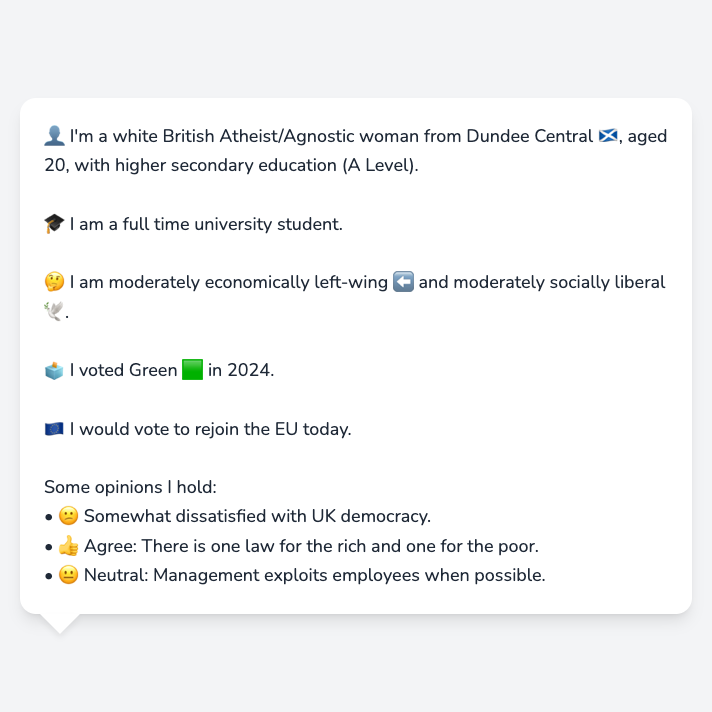 👤 I'm a white British Atheist/Agnostic woman from Dundee Central 🏴󠁧󠁢󠁳󠁣󠁴󠁿, aged
20, with higher secondary education (A Level).
🎓 I am a full time university student.
🤔 I am moderately economically left-wing ⬅️ and moderately socially liberal
🕊️.
🗳️ I voted Green 🟩 in 2024.
🇪🇺 I would vote to rejoin the EU today.
Some opinions I hold:
• 😕 Somewhat dissatisfied with UK democracy.
• 👍 Agree: There is one law for the rich and one for the poor.
• 😐 Neutral: Management exploits employees when possible.